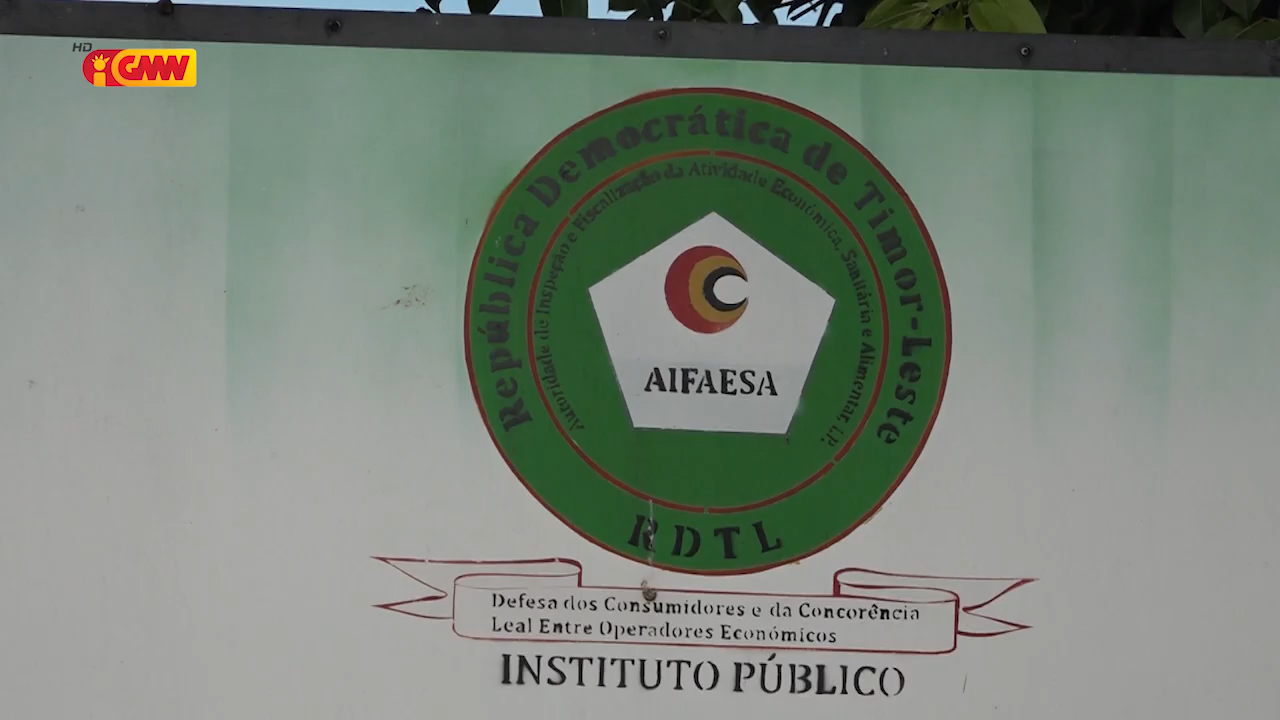 HD
GMN
República Democrática de Timor-Leste
Autoridade de Inspeção e Fiscalização da Atividade Económica, Sanitária e Alimentar, I.P.
AIFAESA
RDTL
Defesa dos Consumidores e da Concorência
Leal Entre Operadores Económicos
INSTITUTO PÚBLICO